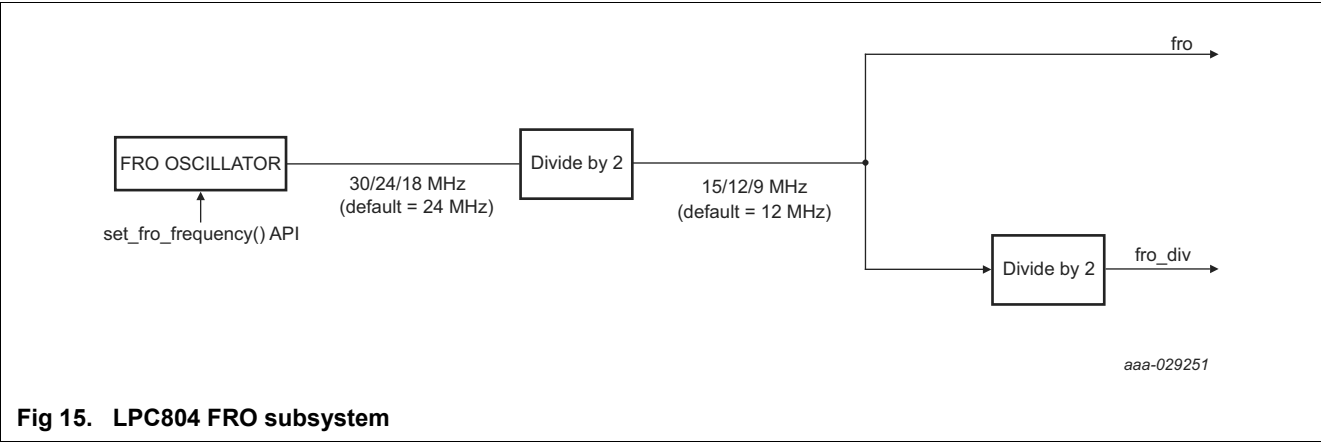 fro
FRO OSCILLATOR
Divide by 2
30/24/18 MHz
(default = 24 MHz)
15/12/9 MHz
(default = 12 MHz)
set_fro_frequency() API
Divide by 2
fro_div
aaa-029251
Fig 15. LPC804 FRO subsystem